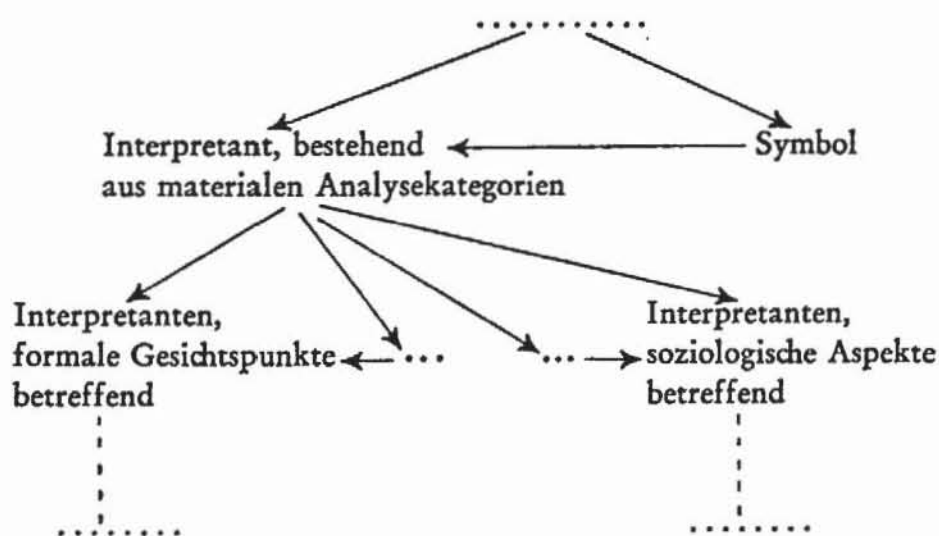 ..........
Interpretant, bestehend
Symbol
aus materialen Analysekategorien
Interpretanten,
formale Gesichtspunkte
betreffend
...
...
Interpretanten,
soziologische Aspekte
betreffend
........
........